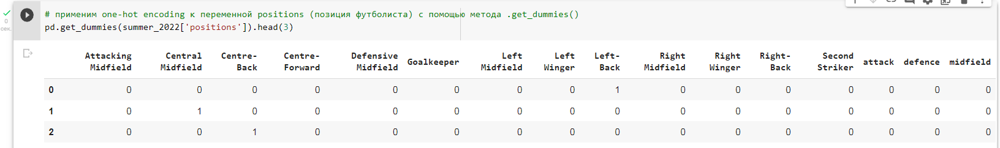 # применим one-hot encoding к переменной positions (позиция футболиста) с помощью метода .get_dummies()
pd.get_dummies(summer_2022['positions']).head(3)
0
сек.
Attacking Midfield Central Midfield Centre-Back Centre-Forward Defensive Midfield Goalkeeper Left Midfield Left Winger Left-Back Right Midfield Right Winger Right-Back Second Striker attack defence midfield
0 0 0 0 0 0 0 0 0 1 0 0 0 0 0 0 0
1 0 1 0 0 0 0 0 0 0 0 0 0 0 0 0 0
2 0 0 1 0 0 0 0 0 0 0 0 0 0 0 0 0